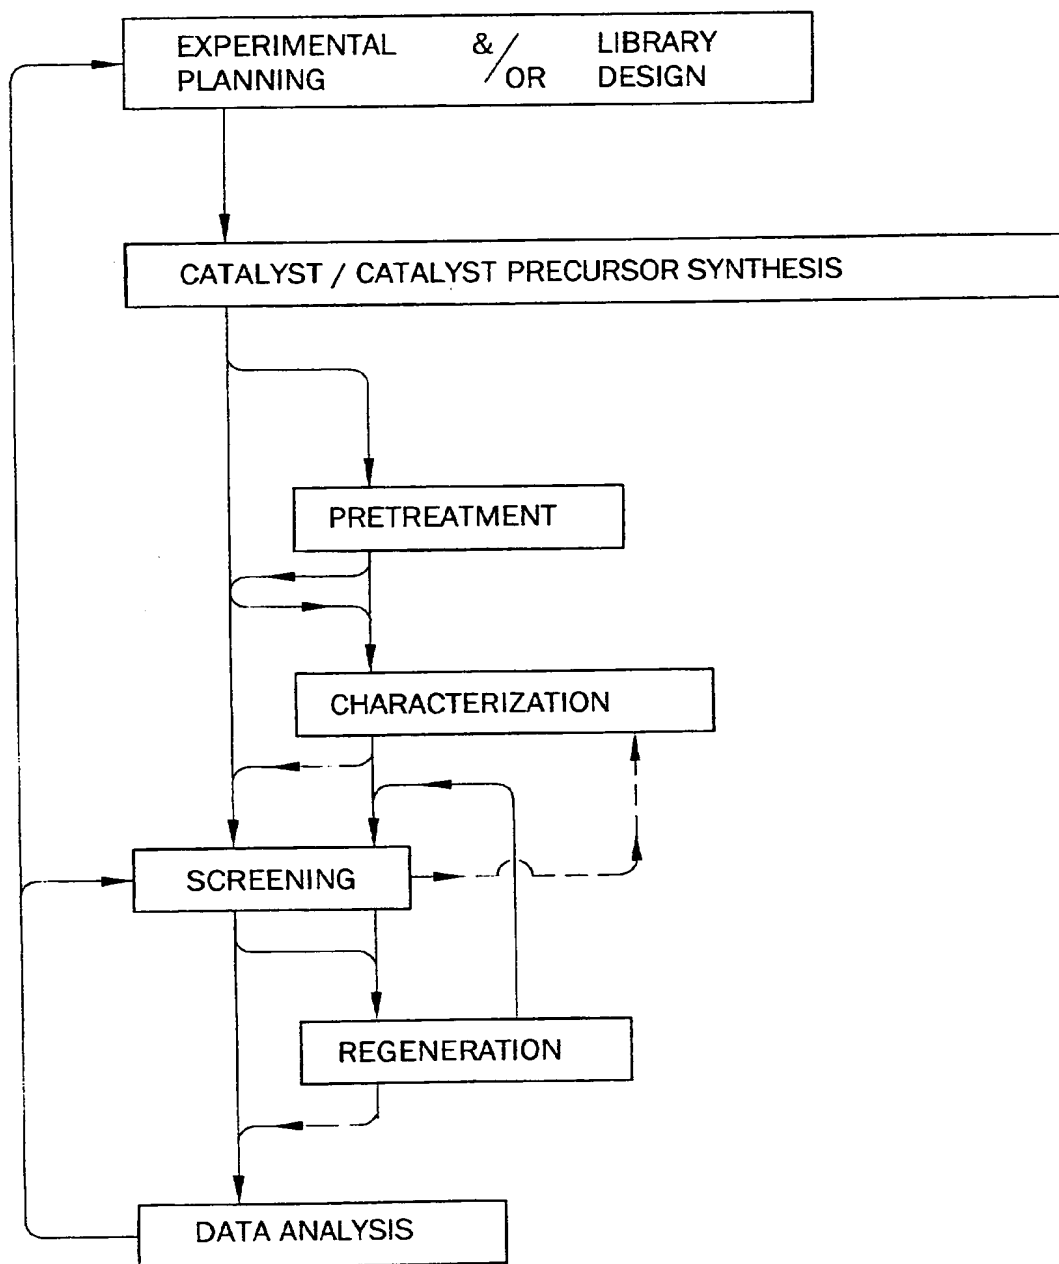 EXPERIMENTAL & / OR LIBRARY
PLANNING DESIGN
CATALYST / CATALYST PRECURSOR SYNTHESIS
PRETREATMENT
CHARACTERIZATION
SCREENING
REGENERATION
DATA ANALYSIS